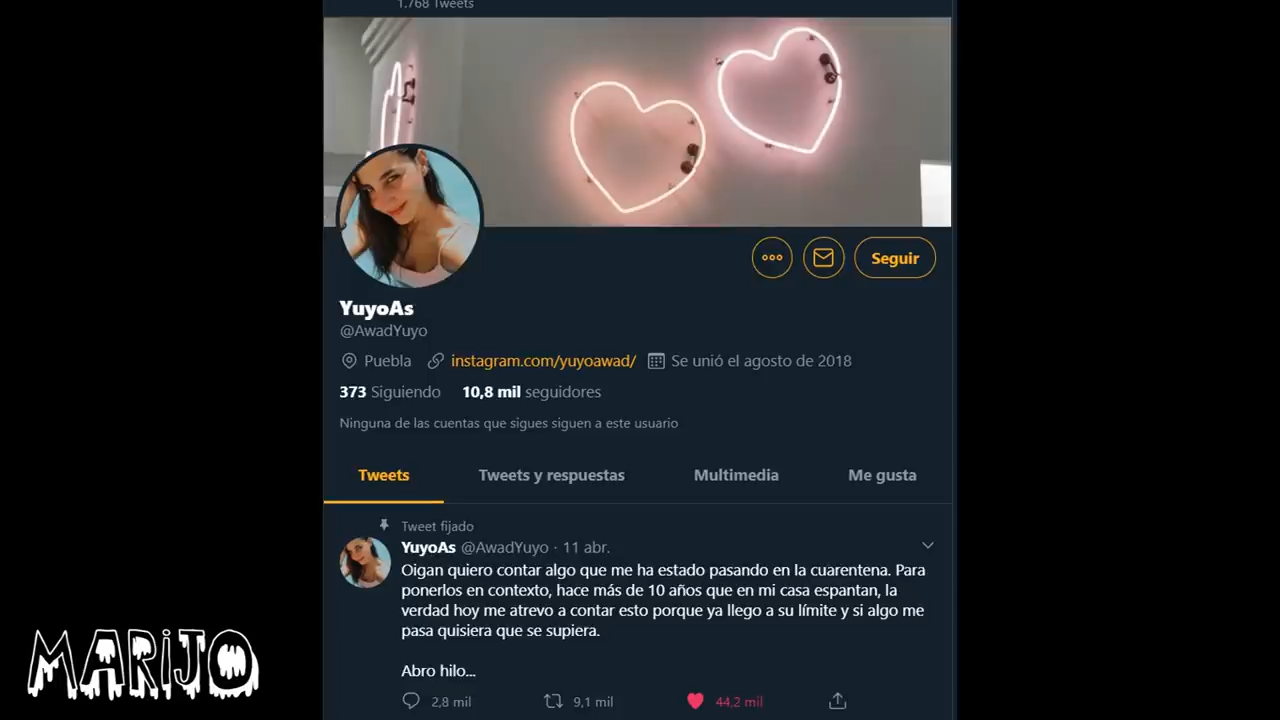 1.768 Tweets
Seguir
YuyoAs
@AwadYuyo
Puebla instagram.com/yuyoawad/ Se unió el agosto de 2018
373 Siguiendo 10,8 mil seguidores
Ninguna de las cuentas que sigues siguen a este usuario
Tweets Tweets y respuestas Multimedia Me gusta
Tweet fijado
YuyoAs @AwadYuyo · 11 abr.
Oigan quiero contar algo que me ha estado pasando en la cuarentena. Para
ponerlos en contexto, hace más de 10 años que en mi casa espantan, la
verdad hoy me atrevo a contar esto porque ya llego a su límite y si algo me
pasa quisiera que se supiera.
Abro hilo...
2,8 mil 9,1 mil 44,2 mil
MARiJO